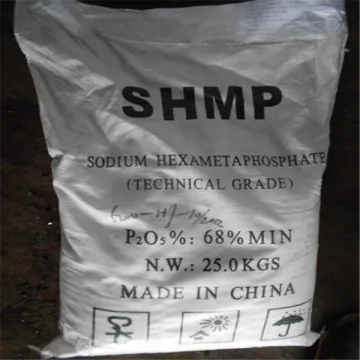 SHMP
SODIUM HEXAMETAPHOSPHATE
(TECHNICAL GRADE)
P₂O₅%: 68%MIN
N.W.: 25.0KGS
MADE IN CHINA